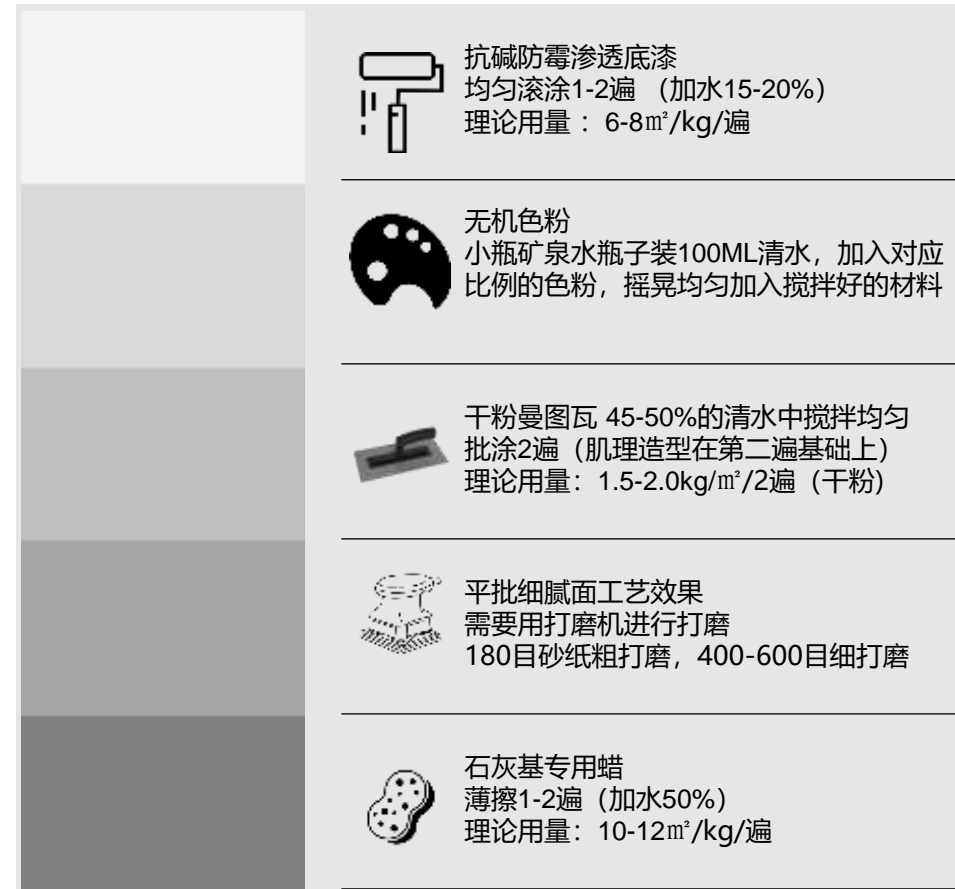 抗碱防霉渗透底漆
均匀滚涂1-2遍 （加水15-20%）
理论用量 ：6-8㎡/kg/遍
无机色粉
小瓶矿泉水瓶子装100ML清水，加入对应
比例的色粉，摇晃均匀加入搅拌好的材料
干粉曼图瓦 45-50%的清水中搅拌均匀
批涂2遍（肌理造型在第二遍基础上）
理论用量：1.5-2.0kg/㎡/2遍（干粉）
平批细腻面工艺效果
需要用打磨机进行打磨
180目砂纸粗打磨，400-600目细打磨
石灰基专用蜡
薄擦1-2遍（加水50%）
理论用量：10-12㎡/kg/遍